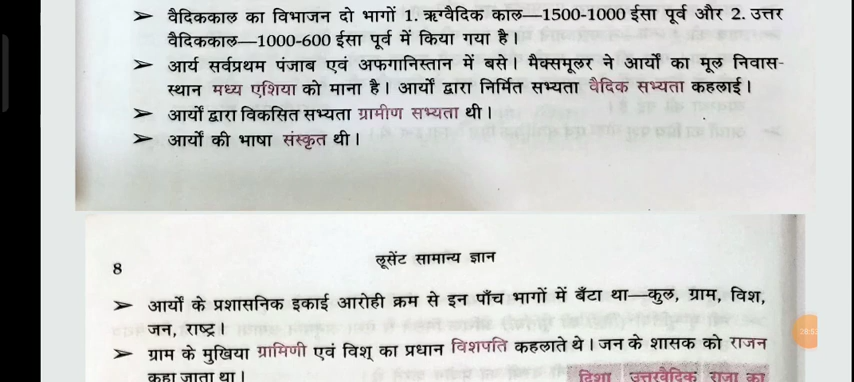 ➢ वैदिककाल का विभाजन दो भागों 1. ऋग्वैदिक काल—1500-1000 ईसा पूर्व और 2. उत्तर
वैदिककाल—1000-600 ईसा पूर्व में किया गया है।
➢ आर्य सर्वप्रथम पंजाब एवं अफगानिस्तान में बसे। मैक्समूलर ने आर्यों का मूल निवास-
स्थान मध्य एशिया को माना है। आर्यों द्वारा निर्मित सभ्यता वैदिक सभ्यता कहलाई।
➢ आर्यों द्वारा विकसित सभ्यता ग्रामीण सभ्यता थी।
➢ आर्यों की भाषा संस्कृत थी।
8 लूसेंट सामान्य ज्ञान
➢ आर्यों के प्रशासनिक इकाई आरोही क्रम से इन पाँच भागों में बँटा था—कुल, ग्राम, विश,
जन, राष्ट्र।
➢ ग्राम के मुखिया ग्रामिणी एवं विश् का प्रधान विशपति कहलाते थे। जन के शासक को राजन
कहा जाता था।
दिशा उत्तरवैदिक राजा का